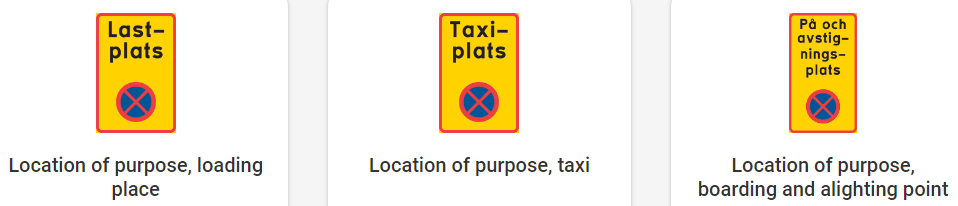 Last-
plats
Location of purpose, loading
place
Taxi-
plats
Location of purpose, taxi
På och
avstig-
nings-
plats
Location of purpose,
boarding and alighting point